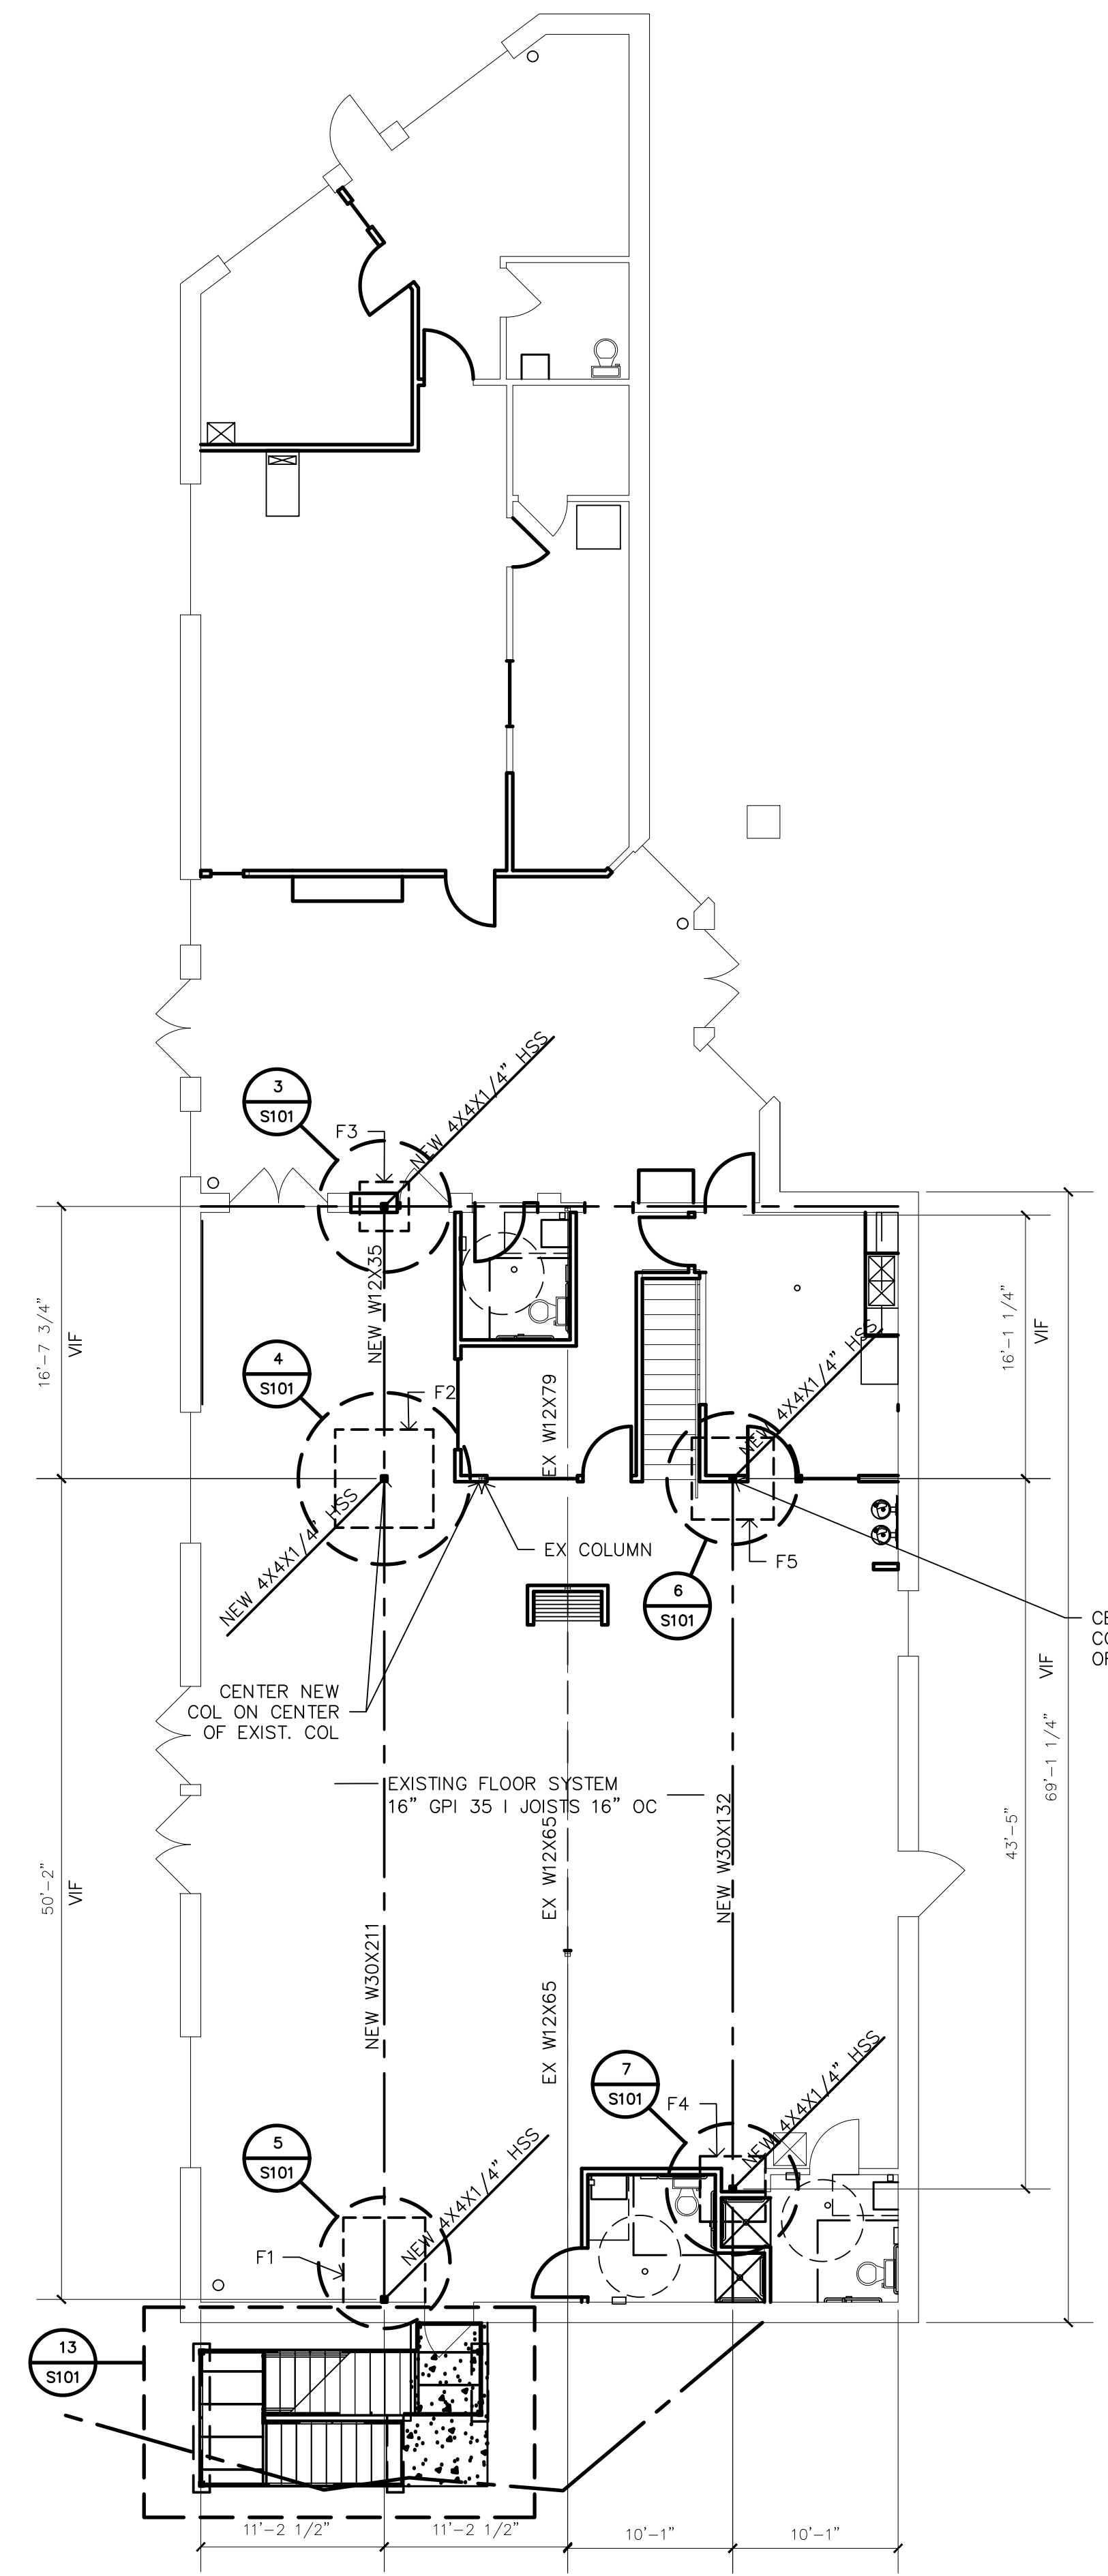 3
S101
F3
NEW 4X4X1/4" HSS
NEW W12X35
16'-7 3/4"
VIF
16'-1 1/4"
VIF
4
S101
F2
EX W12X79
NEW 4X4X1/4" HSS
NEW 4X4X1/4" HSS
EX COLUMN
F5
6
S101
CENTER NEW
COL ON CENTER
OF EXIST. COL
VIF
69'-1 1/4"
EXISTING FLOOR SYSTEM
16" GPI 35 I JOISTS 16" OC
EX W12X65
NEW W30X132
43'-5"
50'-2"
VIF
NEW W30X211
EX W12X65
7
S101
F4
NEW 4X4X1/4" HSS
5
S101
F1
NEW 4X4X1/4" HSS
13
S101
11'-2 1/2"
11'-2 1/2"
10'-1"
10'-1"